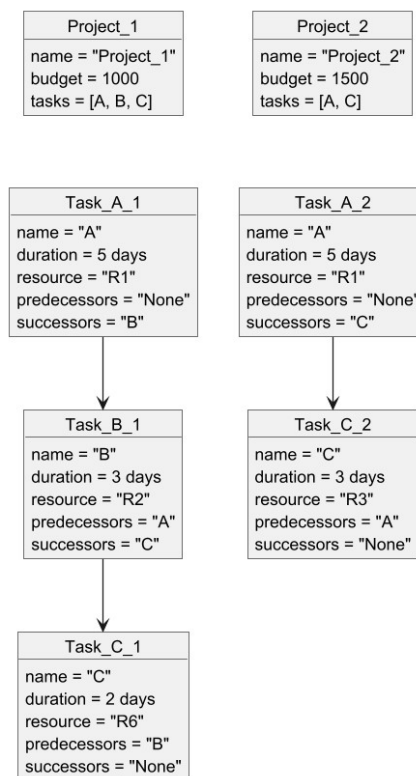 Project_1
name = "Project_1"
budget = 1000
tasks = [A, B, C]
Project_2
name = "Project_2"
budget = 1500
tasks = [A, C]
Task_A_1
name = "A"
duration = 5 days
resource = "R1"
predecessors = "None"
successors = "B"
Task_A_2
name = "A"
duration = 5 days
resource = "R1"
predecessors = "None"
successors = "C"
Task_B_1
name = "B"
duration = 3 days
resource = "R2"
predecessors = "A"
successors = "C"
Task_C_2
name = "C"
duration = 3 days
resource = "R3"
predecessors = "A"
successors = "None"
Task_C_1
name = "C"
duration = 2 days
resource = "R6"
predecessors = "B"
successors = "None"